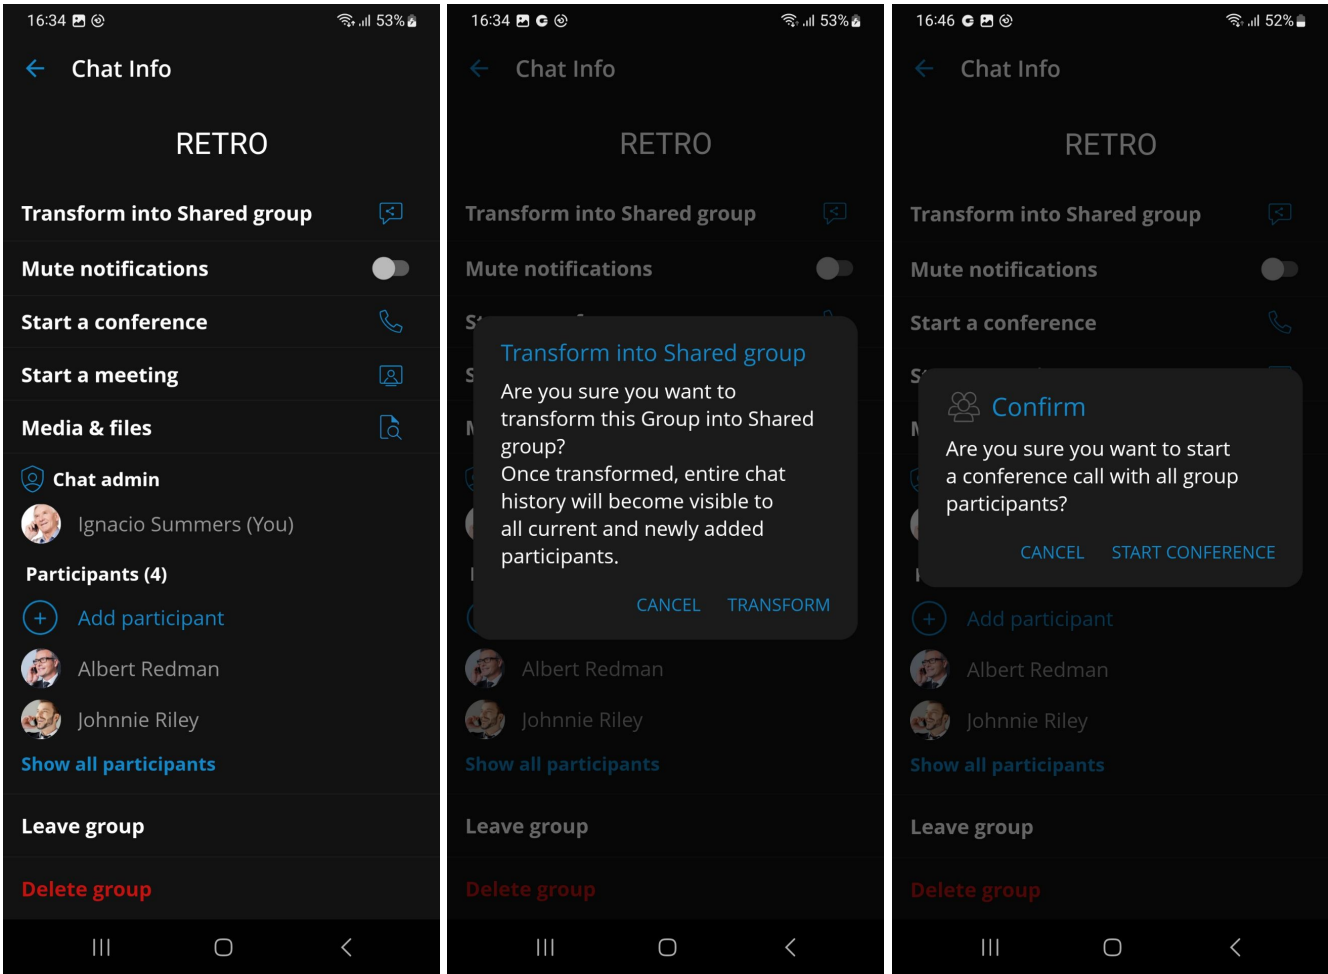 16:34
53%
Chat Info
RETRO
Transform into Shared group
Mute notifications
Start a conference
Start a meeting
Media & files
Chat admin
Ignacio Summers (You)
Participants (4)
Add participant
Albert Redman
Johnnie Riley
Show all participants
Leave group
Delete group
16:34
53%
Chat Info
RETRO
Transform into Shared group
Mute notifications
Transform into Shared group
Are you sure you want to
transform this Group into Shared
group?
Once transformed, entire chat
history will become visible to
all current and newly added
participants.
CANCEL TRANSFORM
Albert Redman
Johnnie Riley
Show all participants
Leave group
Delete group
16:46
52%
Chat Info
RETRO
Transform into Shared group
Mute notifications
Start a conference
Confirm
Are you sure you want to start
a conference call with all group
participants?
CANCEL START CONFERENCE
Add participant
Albert Redman
Johnnie Riley
Show all participants
Leave group
Delete group